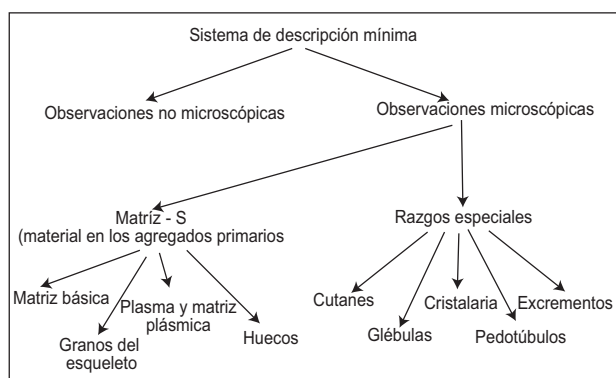 Sistema de descripción mínima
Observaciones no microscópicas
Observaciones microscópicas
Matríz - S
(material en los agregados primarios
Razgos especiales
Matriz básica
Plasma y matriz
plásmica
Granos del
esqueleto
Huecos
Cutanes
Cristalaria
Excrementos
Glébulas
Pedotúbulos